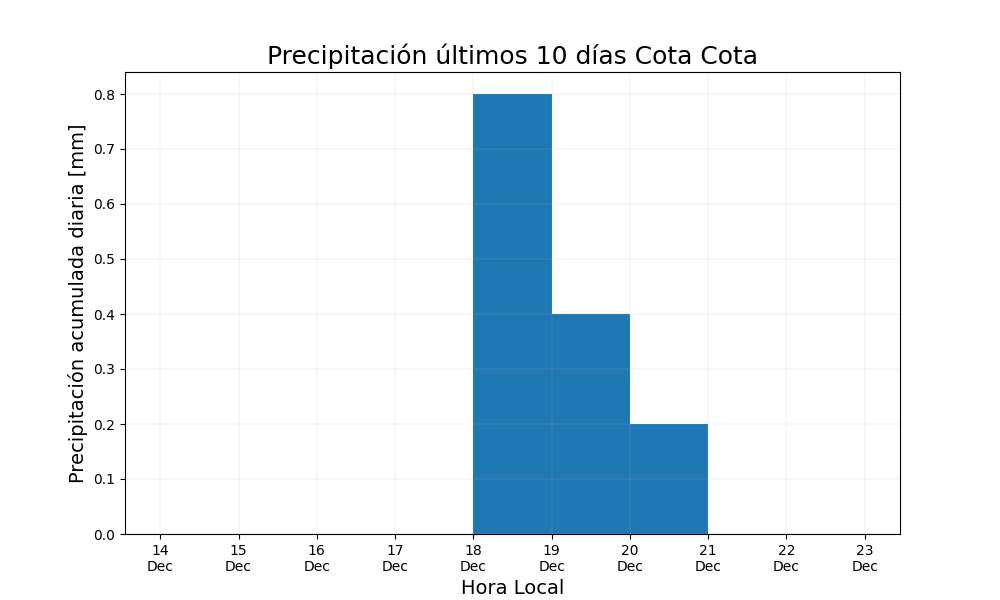 Precipitación últimos 10 días Cota Cota
Precipitación acumulada diaria [mm]
0.8
0.7
0.6
0.5
0.4
0.3
0.2
0.1
0.0
14 15 16 17 18 19 20 21 22 23
Dec Dec Dec Dec Dec Dec Dec Dec Dec Dec
Hora Local